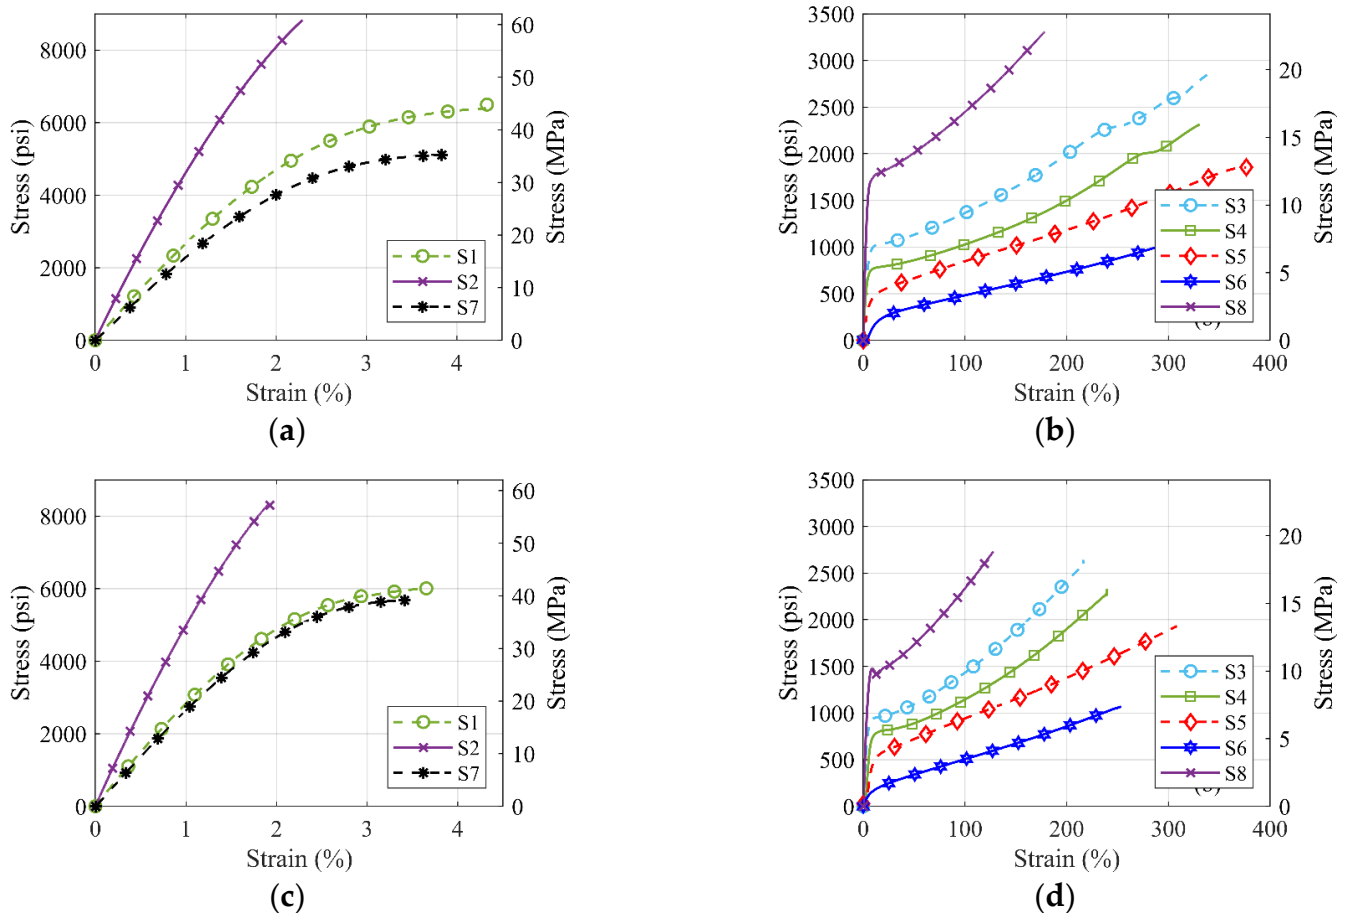 8000
6000
4000
2000
0
Stress (psi)
60
50
40
30
20
10
0
Stress (MPa)
S1
S2
S7
0 1 2 3 4
Strain (%)
(a)
3500
3000
2500
2000
1500
1000
500
0
Stress (psi)
20
15
10
5
0
Stress (MPa)
S3
S4
S5
S6
S8
0 100 200 300 400
Strain (%)
(b)
8000
6000
4000
2000
0
Stress (psi)
60
50
40
30
20
10
0
Stress (MPa)
S1
S2
S7
0 1 2 3 4
Strain (%)
(c)
3500
3000
2500
2000
1500
1000
500
0
Stress (psi)
20
15
10
5
0
Stress (MPa)
S3
S4
S5
S6
S8
0 100 200 300 400
Strain (%)
(d)